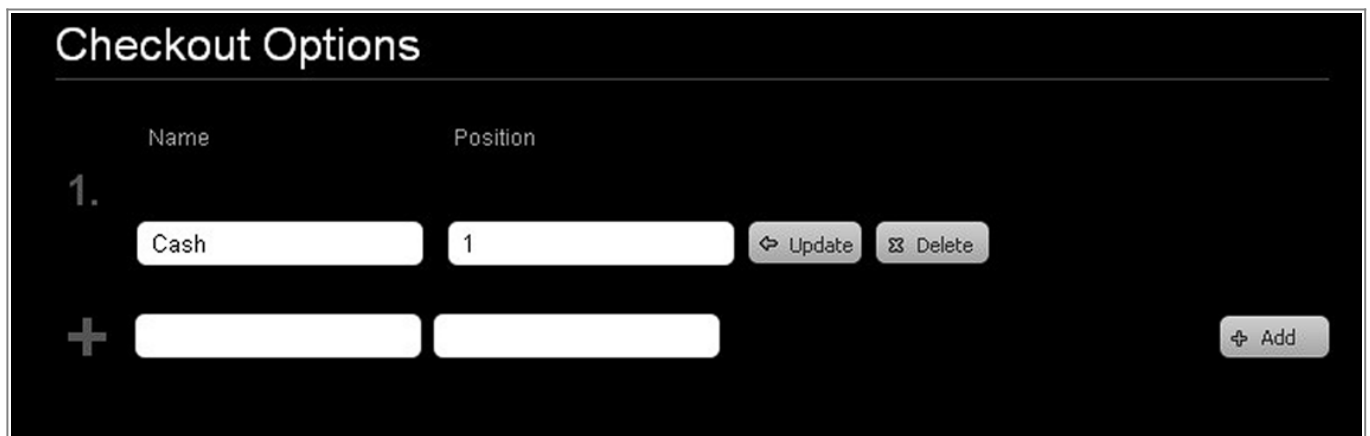 Checkout Options
Name Position
1.
Cash 1 Update Delete
Add